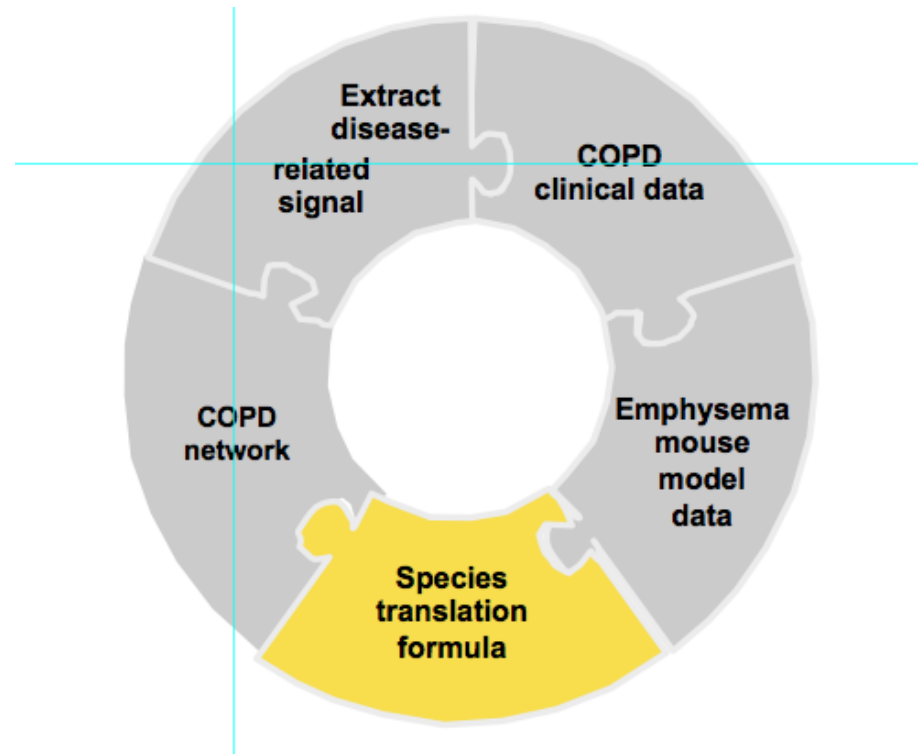 Extract
disease-
related
signal
COPD
clinical data
Emphysema
mouse
model
data
Species
translation
formula
COPD
network